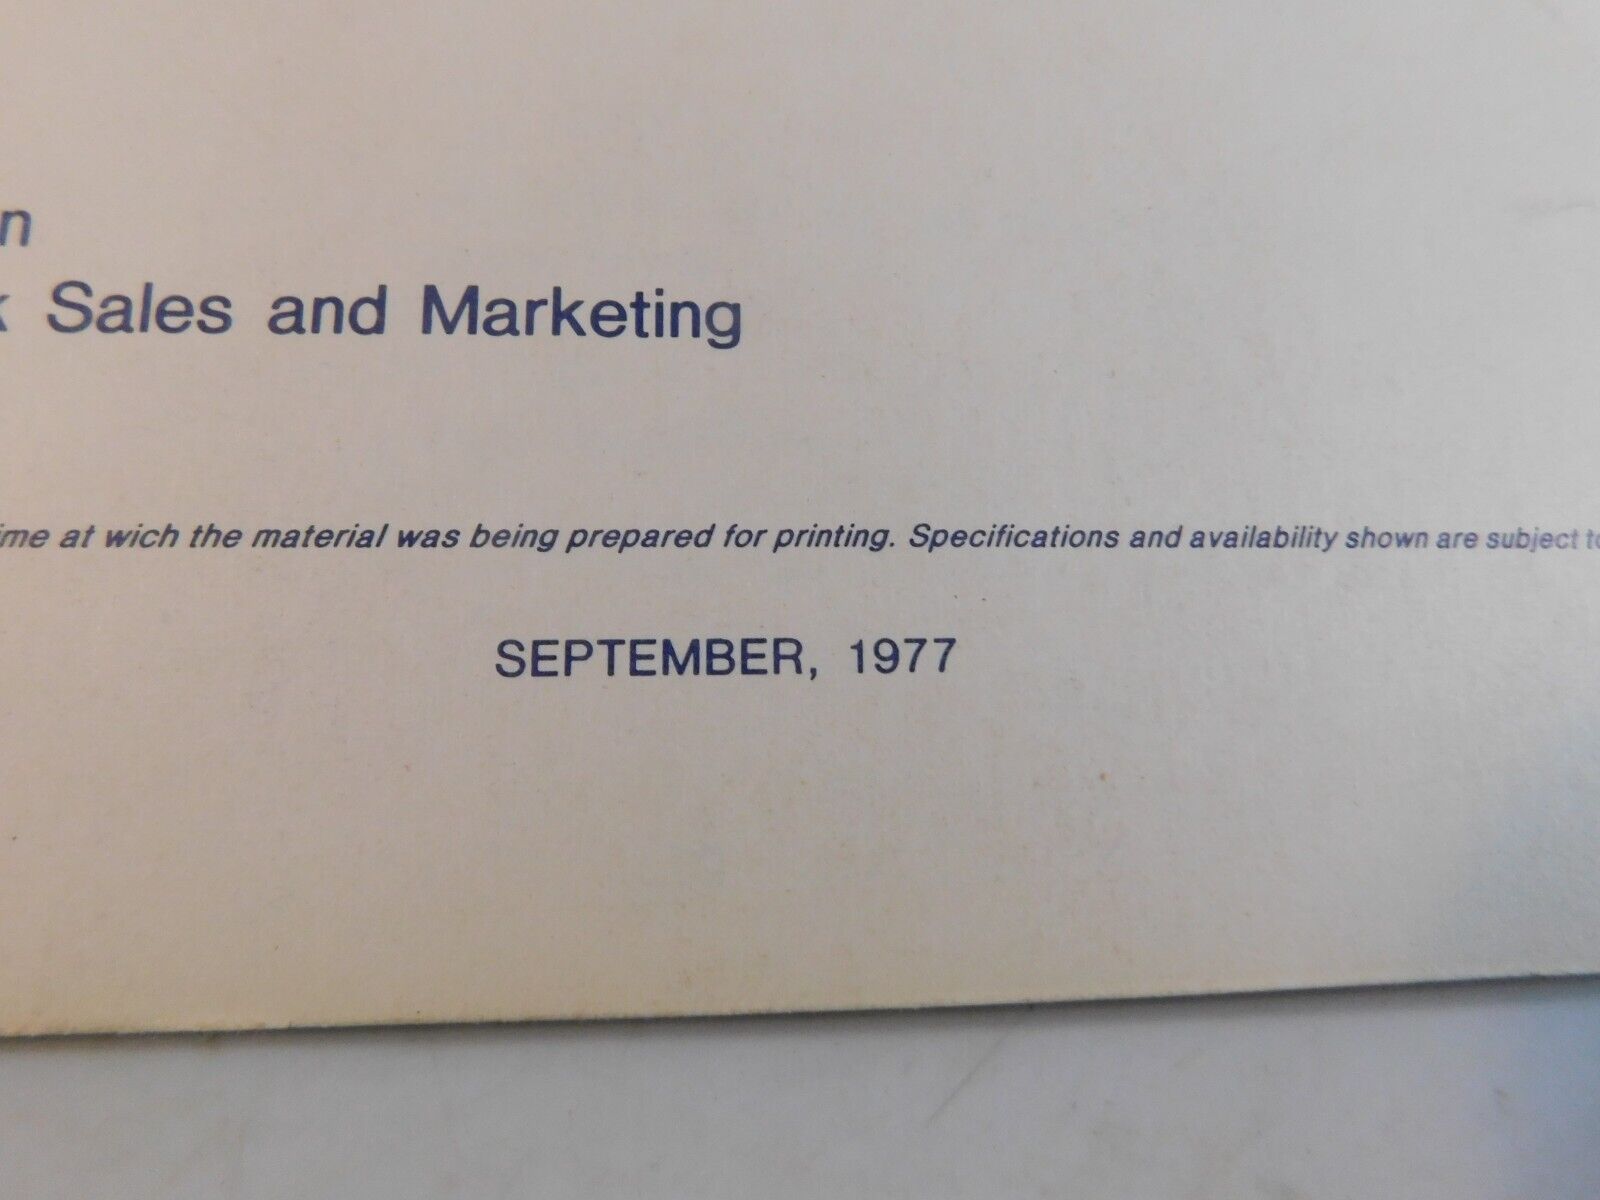 n
k Sales and Marketing
ime at wich the material was being prepared for printing. Specifications and availability shown are subject to
SEPTEMBER, 1977